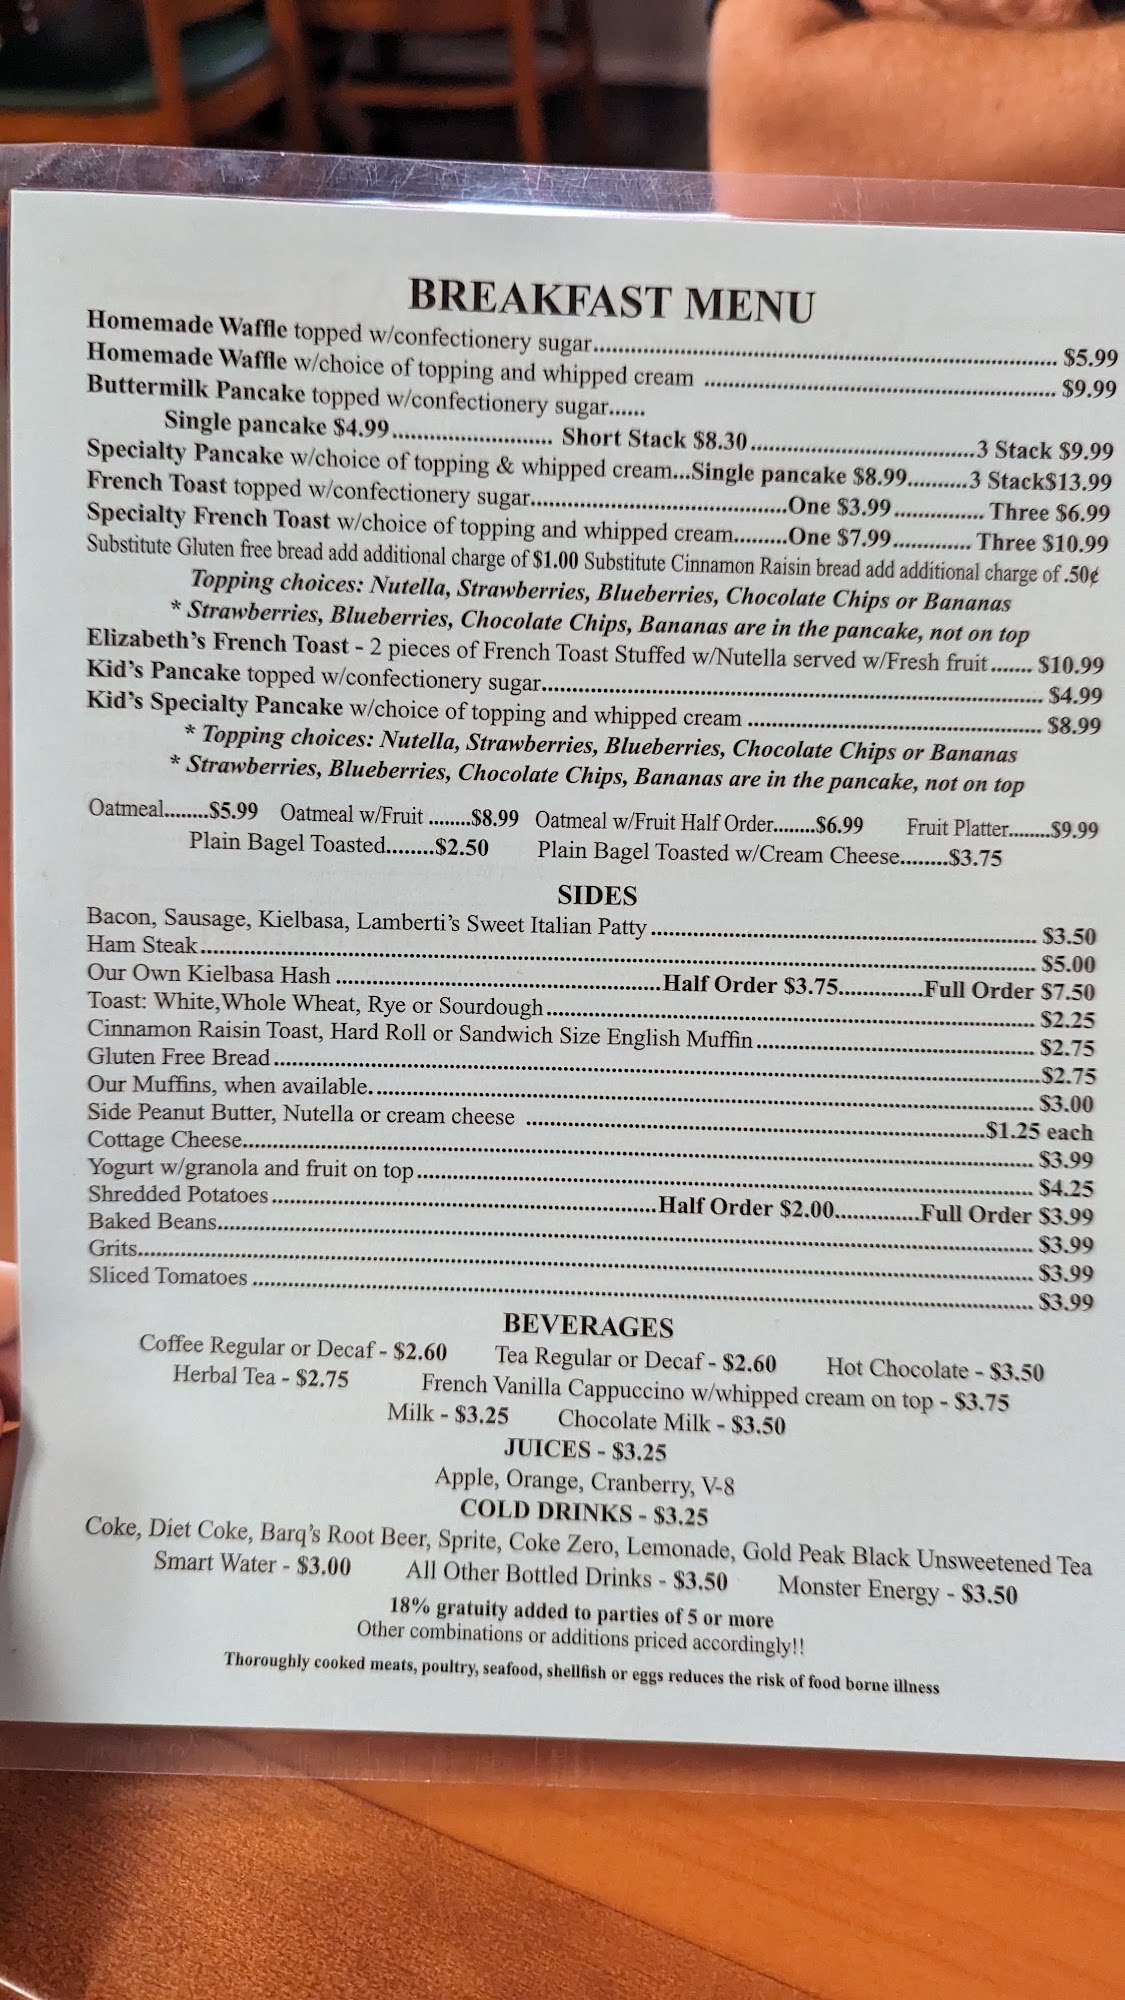 BREAKFAST MENU
Homemade Waffle topped w/confectionery sugar.......... $5.99
Homemade Waffle w/choice of topping and whipped cream .......... $9.99
Buttermilk Pancake topped w/confectionery sugar......
Single pancake $4.99.......... Short Stack $8.30..........3 Stack $9.99
Specialty Pancake w/choice of topping & whipped cream...Single pancake $8.99..........3 Stack$13.99
French Toast topped w/confectionery sugar..........One $3.99.......... Three $6.99
Specialty French Toast w/choice of topping and whipped cream.........One $7.99............. Three $10.99
Substitute Gluten free bread add additional charge of $1.00 Substitute Cinnamon Raisin bread add additional charge of .50¢
Topping choices: Nutella, Strawberries, Blueberries, Chocolate Chips or Bananas
* Strawberries, Blueberries, Chocolate Chips, Bananas are in the pancake, not on top
Elizabeth's French Toast - 2 pieces of French Toast Stuffed w/Nutella served w/Fresh fruit....... $10.99
Kid's Pancake topped w/confectionery sugar.......... $4.99
Kid's Specialty Pancake w/choice of topping and whipped cream .......... $8.99
* Topping choices: Nutella, Strawberries, Blueberries, Chocolate Chips or Bananas
* Strawberries, Blueberries, Chocolate Chips, Bananas are in the pancake, not on top
Oatmeal........$5.99 Oatmeal w/Fruit ........$8.99 Oatmeal w/Fruit Half Order........$6.99 Fruit Platter........$9.99
Plain Bagel Toasted........$2.50 Plain Bagel Toasted w/Cream Cheese........$3.75
SIDES
Bacon, Sausage, Kielbasa, Lamberti's Sweet Italian Patty .......... $3.50
Ham Steak.......... $5.00
Our Own Kielbasa Hash ..........Half Order $3.75.............Full Order $7.50
Toast: White,Whole Wheat, Rye or Sourdough.......... $2.25
Cinnamon Raisin Toast, Hard Roll or Sandwich Size English Muffin .......... $2.75
Gluten Free Bread ..........$2.75
Our Muffins, when available.......... $3.00
Side Peanut Butter, Nutella or cream cheese ..........$1.25 each
Cottage Cheese.......... $3.99
Yogurt w/granola and fruit on top .......... $4.25
Shredded Potatoes ..........Half Order $2.00.............Full Order $3.99
Baked Beans.......... $3.99
Grits.......... $3.99
Sliced Tomatoes .......... $3.99
BEVERAGES
Coffee Regular or Decaf - $2.60 Tea Regular or Decaf - $2.60 Hot Chocolate - $3.50
Herbal Tea - $2.75 French Vanilla Cappuccino w/whipped cream on top - $3.75
Milk - $3.25 Chocolate Milk - $3.50
JUICES - $3.25
Apple, Orange, Cranberry, V-8
COLD DRINKS - $3.25
Coke, Diet Coke, Barq's Root Beer, Sprite, Coke Zero, Lemonade, Gold Peak Black Unsweetened Tea
Smart Water - $3.00 All Other Bottled Drinks - $3.50 Monster Energy - $3.50
18% gratuity added to parties of 5 or more
Other combinations or additions priced accordingly!!
Thoroughly cooked meats, poultry, seafood, shellfish or eggs reduces the risk of food borne illness